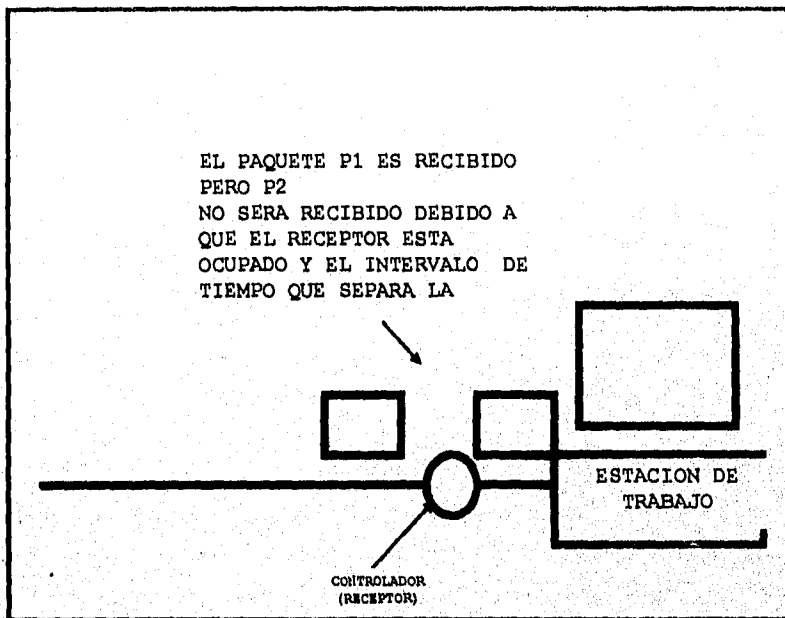 EL PAQUETE P1 ES RECIBIDO
PERO P2
NO SERA RECIBIDO DEBIDO A
QUE EL RECEPTOR ESTA
OCUPADO Y EL INTERVALO DE
TIEMPO QUE SEPARA LA
ESTACION DE
TRABAJO
CONTROLADOR
(RECEPTOR)